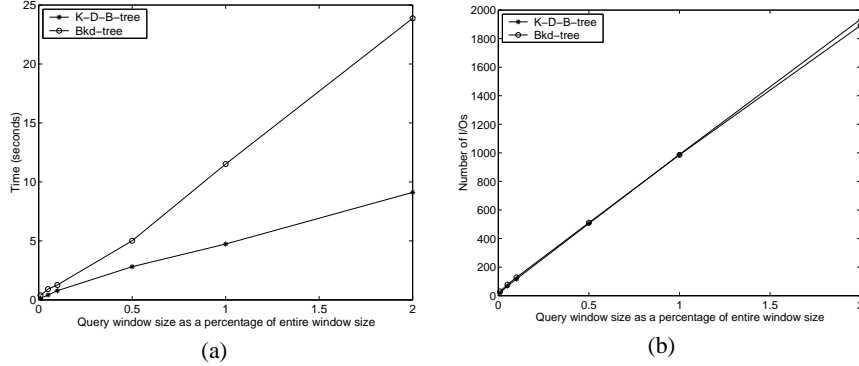 25
20
15
10
5
0
0
0.5
1
1.5
2
Time (seconds)
Query window size as a percentage of entire window size
K−D−B−tree
Bkd−tree
(a)
2000
1800
1600
1400
1200
1000
800
600
400
200
0
0
0.5
1
1.5
2
Number of I/Os
Query window size as a percentage of entire window size
K−D−B−tree
Bkd−tree
(b)